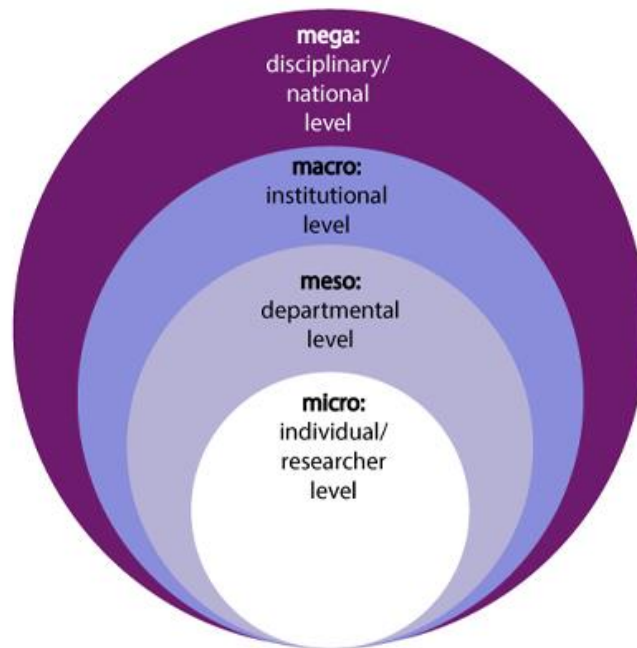 mega:
disciplinary/
national
level
macro:
institutional
level
meso:
departmental
level
micro:
individual/
researcher
level